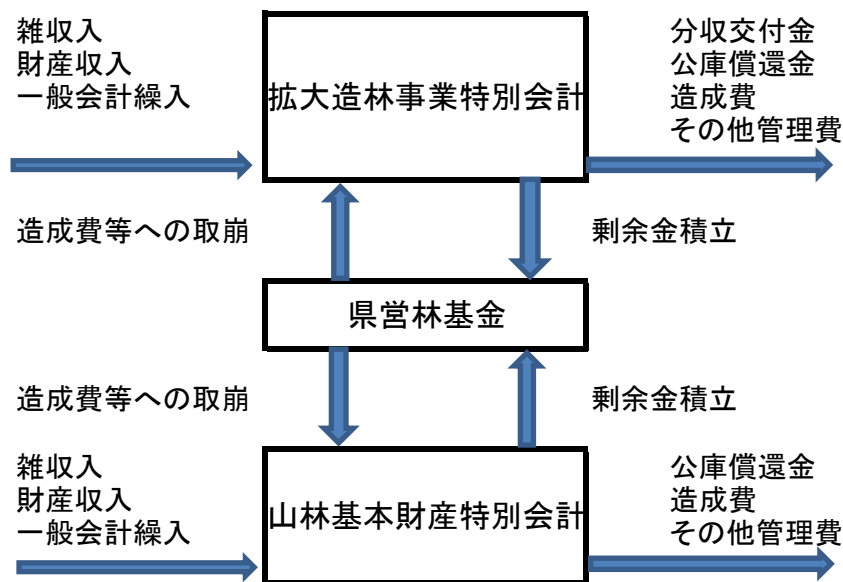 雑収入
財産収入
一般会計繰入
拡大造林事業特別会計
分収交付金
公庫償還金
造成費
その他管理費
造成費等への取崩
剰余金積立
県営林基金
造成費等への取崩
剰余金積立
雑収入
財産収入
一般会計繰入
山林基本財産特別会計
公庫償還金
造成費
その他管理費